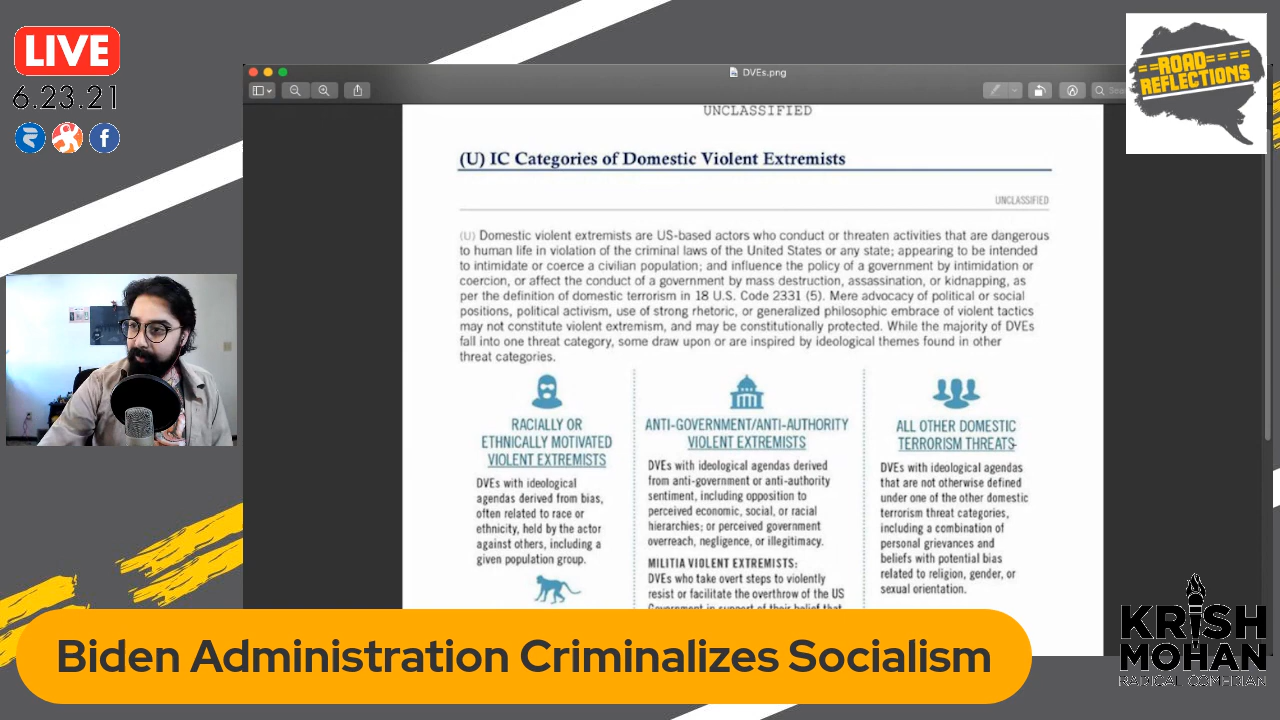 LIVE
6.23.21
==ROAD====
==REFLECTIONS
DVEs.png
UNCLASSIFIED
(U) IC Categories of Domestic Violent Extremists
UNCLASSIFIED
(U) Domestic violent extremists are US-based actors who conduct or threaten activities that are dangerous
to human life in violation of the criminal laws of the United States or any state; appearing to be intended
to intimidate or coerce a civilian population; and influence the policy of a government by intimidation or
coercion, or affect the conduct of a government by mass destruction, assassination, or kidnapping, as
per the definition of domestic terrorism in 18 U.S. Code 2331 (5). Mere advocacy of political or social
positions, political activism, use of strong rhetoric, or generalized philosophic embrace of violent tactics
may not constitute violent extremism, and may be constitutionally protected. While the majority of DVEs
fall into one threat category, some draw upon or are inspired by ideological themes found in other
threat categories.
RACIALLY OR
ETHNICALLY MOTIVATED
VIOLENT EXTREMISTS
DVEs with ideological
agendas derived from bias,
often related to race or
ethnicity, held by the actor
against others, including a
given population group.
ANTI-GOVERNMENT/ANTI-AUTHORITY
VIOLENT EXTREMISTS
DVEs with ideological agendas derived
from anti-government or anti-authority
sentiment, including opposition to
perceived economic, social, or racial
hierarchies; or perceived government
overreach, negligence, or illegitimacy.
MILITIA VIOLENT EXTREMISTS:
DVEs who take overt steps to violently
resist or facilitate the overthrow of the US
Government in support of their belief that
ALL OTHER DOMESTIC
TERRORISM THREATS
DVEs with ideological agendas
that are not otherwise defined
under one of the other domestic
terrorism threat categories,
including a combination of
personal grievances and
beliefs with potential bias
related to religion, gender, or
sexual orientation.
Biden Administration Criminalizes Socialism
KRISH
MOHAN
RADICAL COMEDIAN